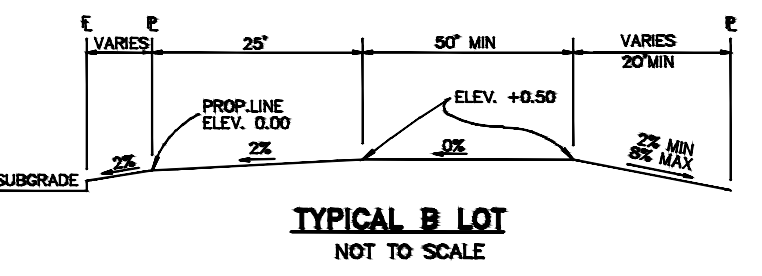 ℄ ⅊ ⅊
VARIES 25' 50' MIN VARIES
20'MIN
PROP.LINE
ELEV. 0.00
ELEV. +0.50
2% 2% 0% 2% MIN
8% MAX
SUBGRADE
TYPICAL B LOT
NOT TO SCALE